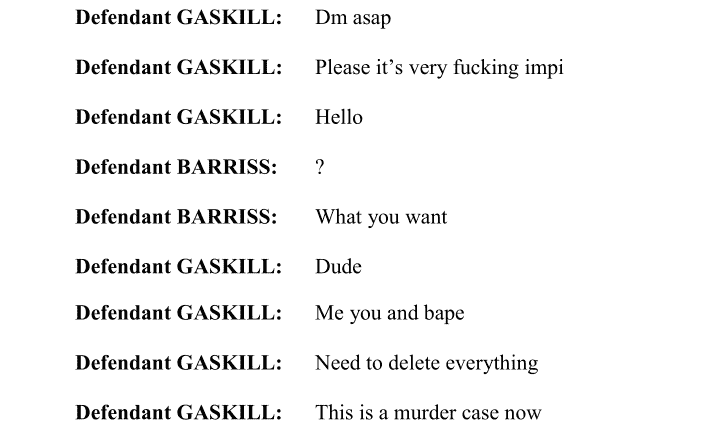 Defendant GASKILL: Dm asap
Defendant GASKILL: Please it’s very fucking impi
Defendant GASKILL: Hello
Defendant BARRISS: ?
Defendant BARRISS: What you want
Defendant GASKILL: Dude
Defendant GASKILL: Me you and bape
Defendant GASKILL: Need to delete everything
Defendant GASKILL: This is a murder case now